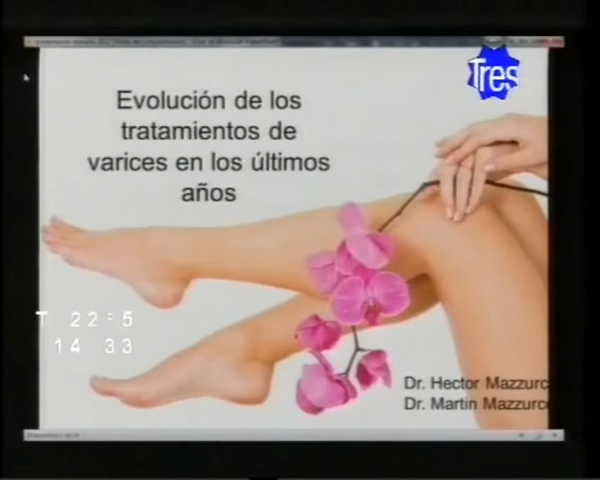 Tres
Evolución de los
tratamientos de
varices en los últimos
años
T 22°5
14 33
Dr. Hector Mazzurc
Dr. Martin Mazzurc